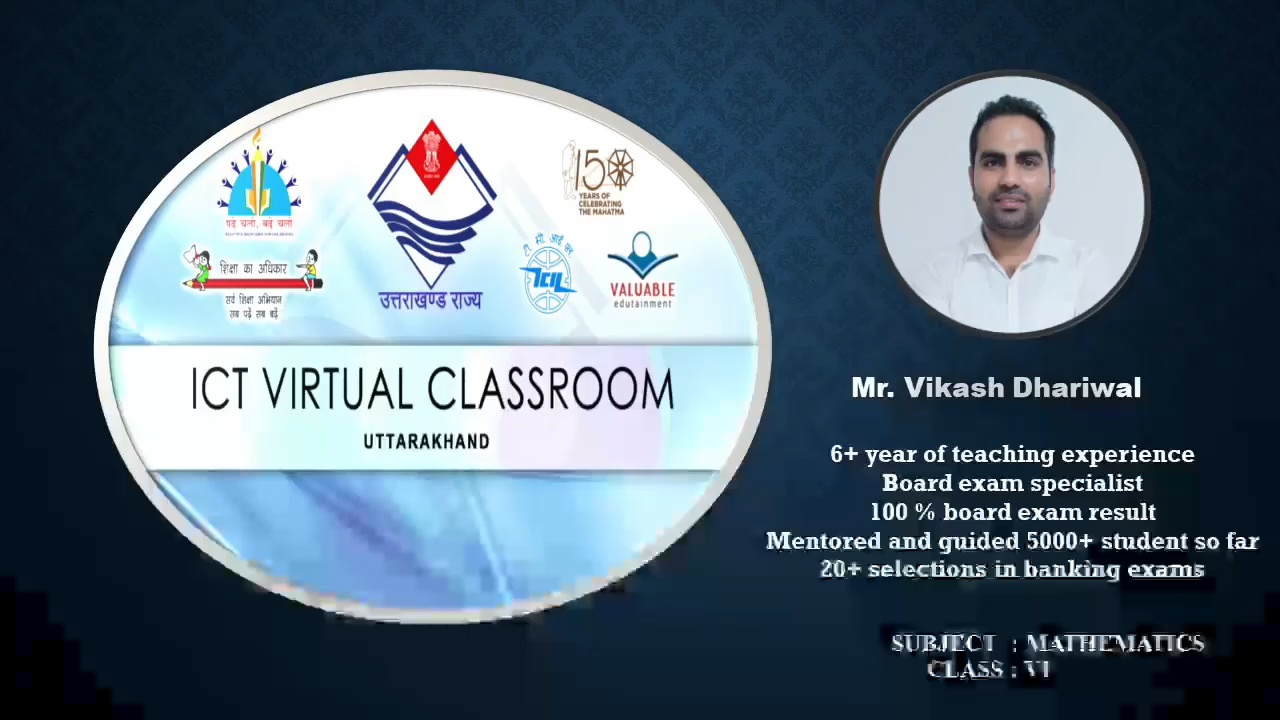 पढ़े चलो, बढ़े चलो
शिक्षा का अधिकार
सर्व शिक्षा अभियान
सब पढ़ें सब बढ़ें
उत्तराखण्ड राज्य
150
YEARS OF
CELEBRATING
THE MAHATMA
टी सी आई एल
TCIL
VALUABLE
edutainment
ICT VIRTUAL CLASSROOM
UTTARAKHAND
Mr. Vikash Dhariwal
6+ year of teaching experience
Board exam specialist
100 % board exam result
Mentored and guided 5000+ student so far
20+ selections in banking exams
SUBJECT : MATHEMATICS
CLASS : VI